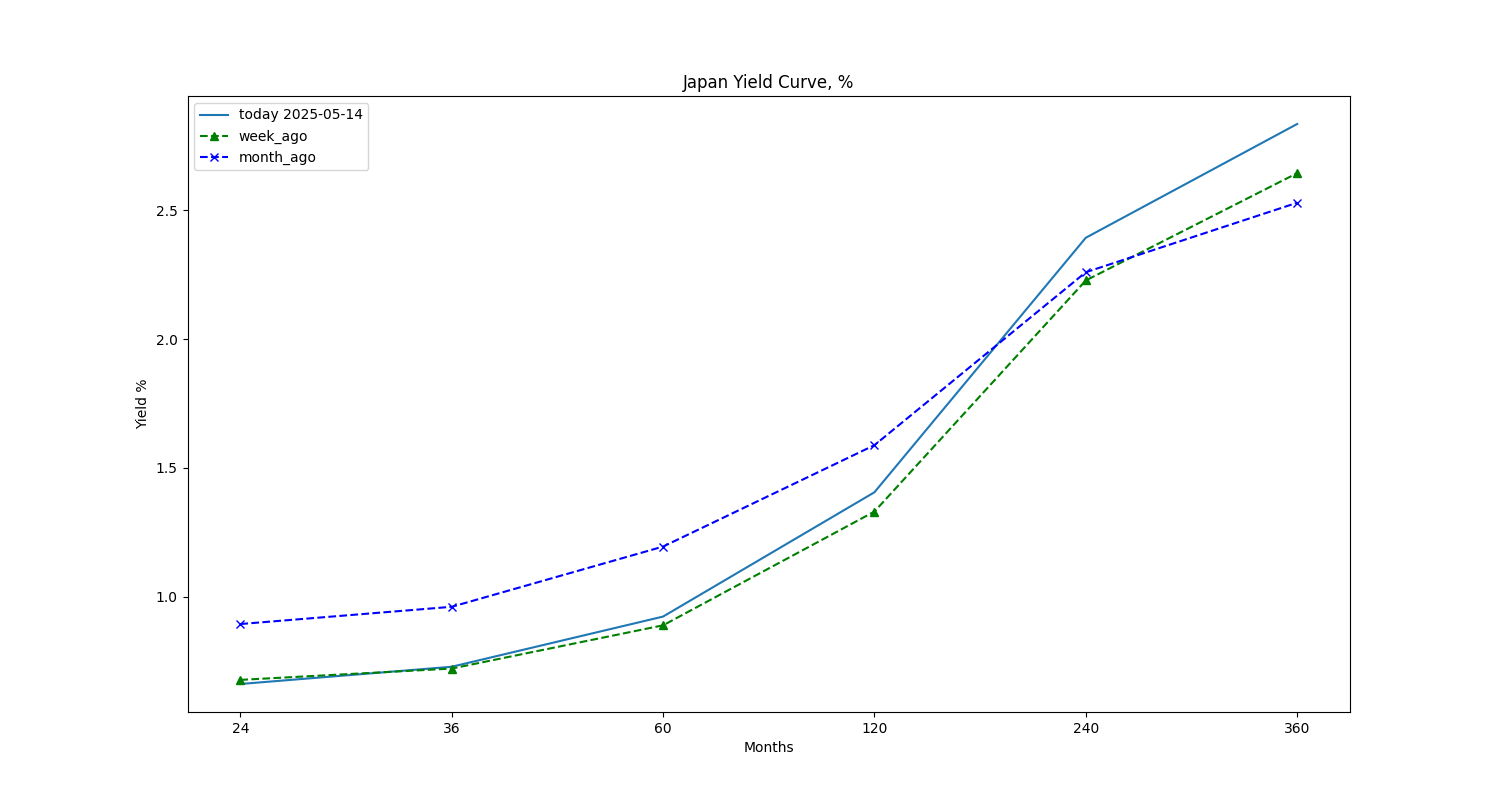 Japan Yield Curve, %
today 2025-05-14
week_ago
month_ago
Yield %
2.5
2.0
1.5
1.0
24 36 60 120 240 360
Months